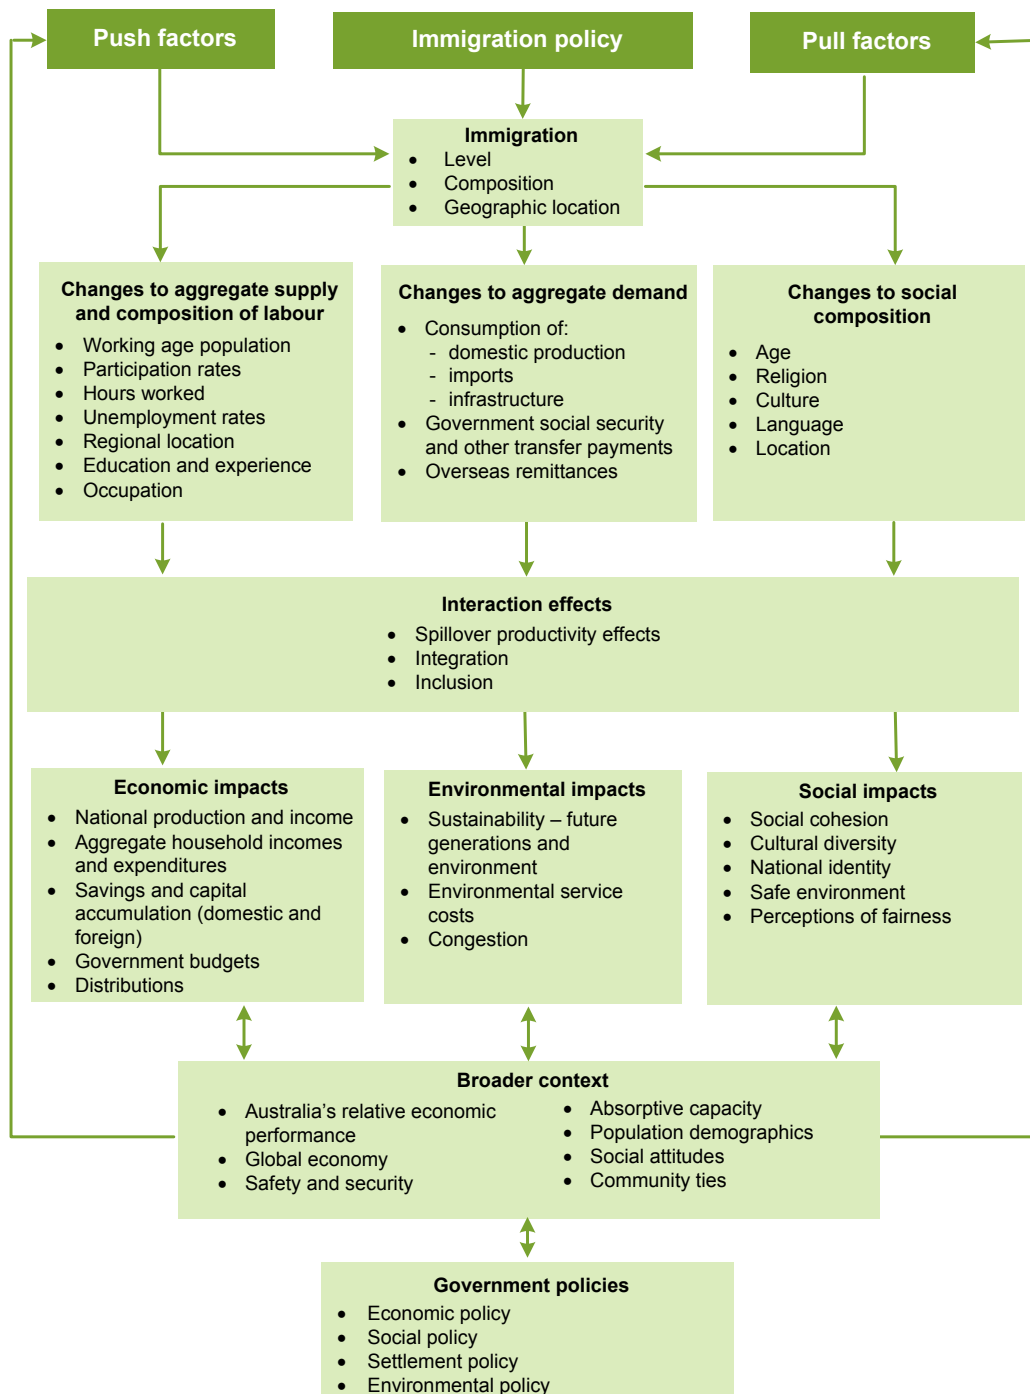 Push factors
Immigration policy
Pull factors
Immigration
• Level
• Composition
• Geographic location
Changes to aggregate supply
and composition of labour
• Working age population
• Participation rates
• Hours worked
• Unemployment rates
• Regional location
• Education and experience
• Occupation
Changes to aggregate demand
• Consumption of:
- domestic production
- imports
- infrastructure
• Government social security
and other transfer payments
• Overseas remittances
Changes to social
composition
• Age
• Religion
• Culture
• Language
• Location
Interaction effects
• Spillover productivity effects
• Integration
• Inclusion
Economic impacts
• National production and income
• Aggregate household incomes
and expenditures
• Savings and capital
accumulation (domestic and
foreign)
• Government budgets
• Distributions
Environmental impacts
• Sustainability – future
generations and
environment
• Environmental service
costs
• Congestion
Social impacts
• Social cohesion
• Cultural diversity
• National identity
• Safe environment
• Perceptions of fairness
Broader context
• Australia’s relative economic
performance
• Global economy
• Safety and security
• Absorptive capacity
• Population demographics
• Social attitudes
• Community ties
Government policies
• Economic policy
• Social policy
• Settlement policy
• Environmental policy